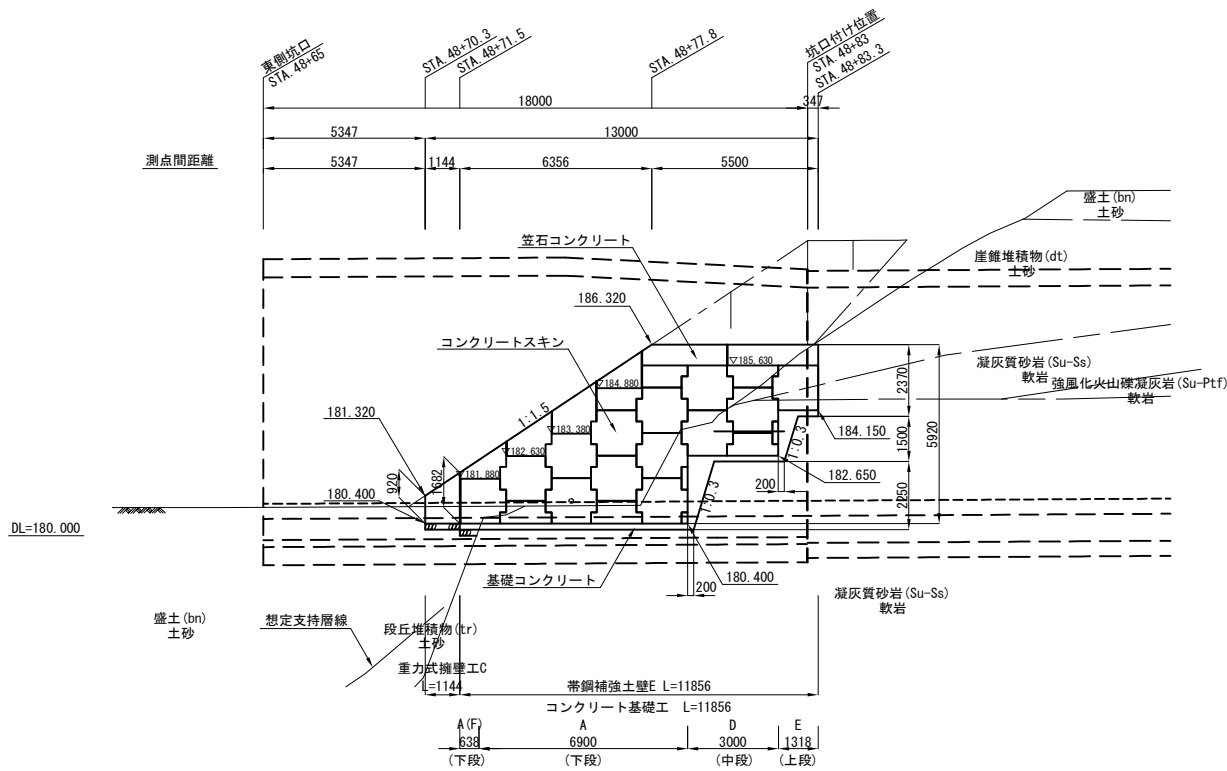 東側坑口
STA.48+65
STA.48+70.3
STA.48+71.5
STA.48+77.8
坑口付け位置
STA.48+83
STA.48+83.3
18000
347
5347
13000
測点間距離
5347
1144
6356
5500
盛土(bn)
土砂
笠石コンクリート
崖錐堆積物(dt)
土砂
186.320
コンクリートスキン
▽185.630
▽184.880
凝灰質砂岩(Su-Ss)
軟岩
強風化火山礫凝灰岩(Su-Ptf)
軟岩
2370
5920
181.320
1:1.5
▽183.380
184.150
1500
1:0.3
▽182.630
182.650
▽181.880
920
1682
200
1:0.3
2250
180.400
DL=180.000
基礎コンクリート
180.400
200
凝灰質砂岩(Su-Ss)
軟岩
盛土(bn)
土砂
想定支持層線
段丘堆積物(tr)
土砂
重力式擁壁工C
L=1144
帯鋼補強土壁E L=11856
コンクリート基礎工 L=11856
A(F)
A
D
E
638
6900
3000
1318
(下段)
(下段)
(中段)
(上段)